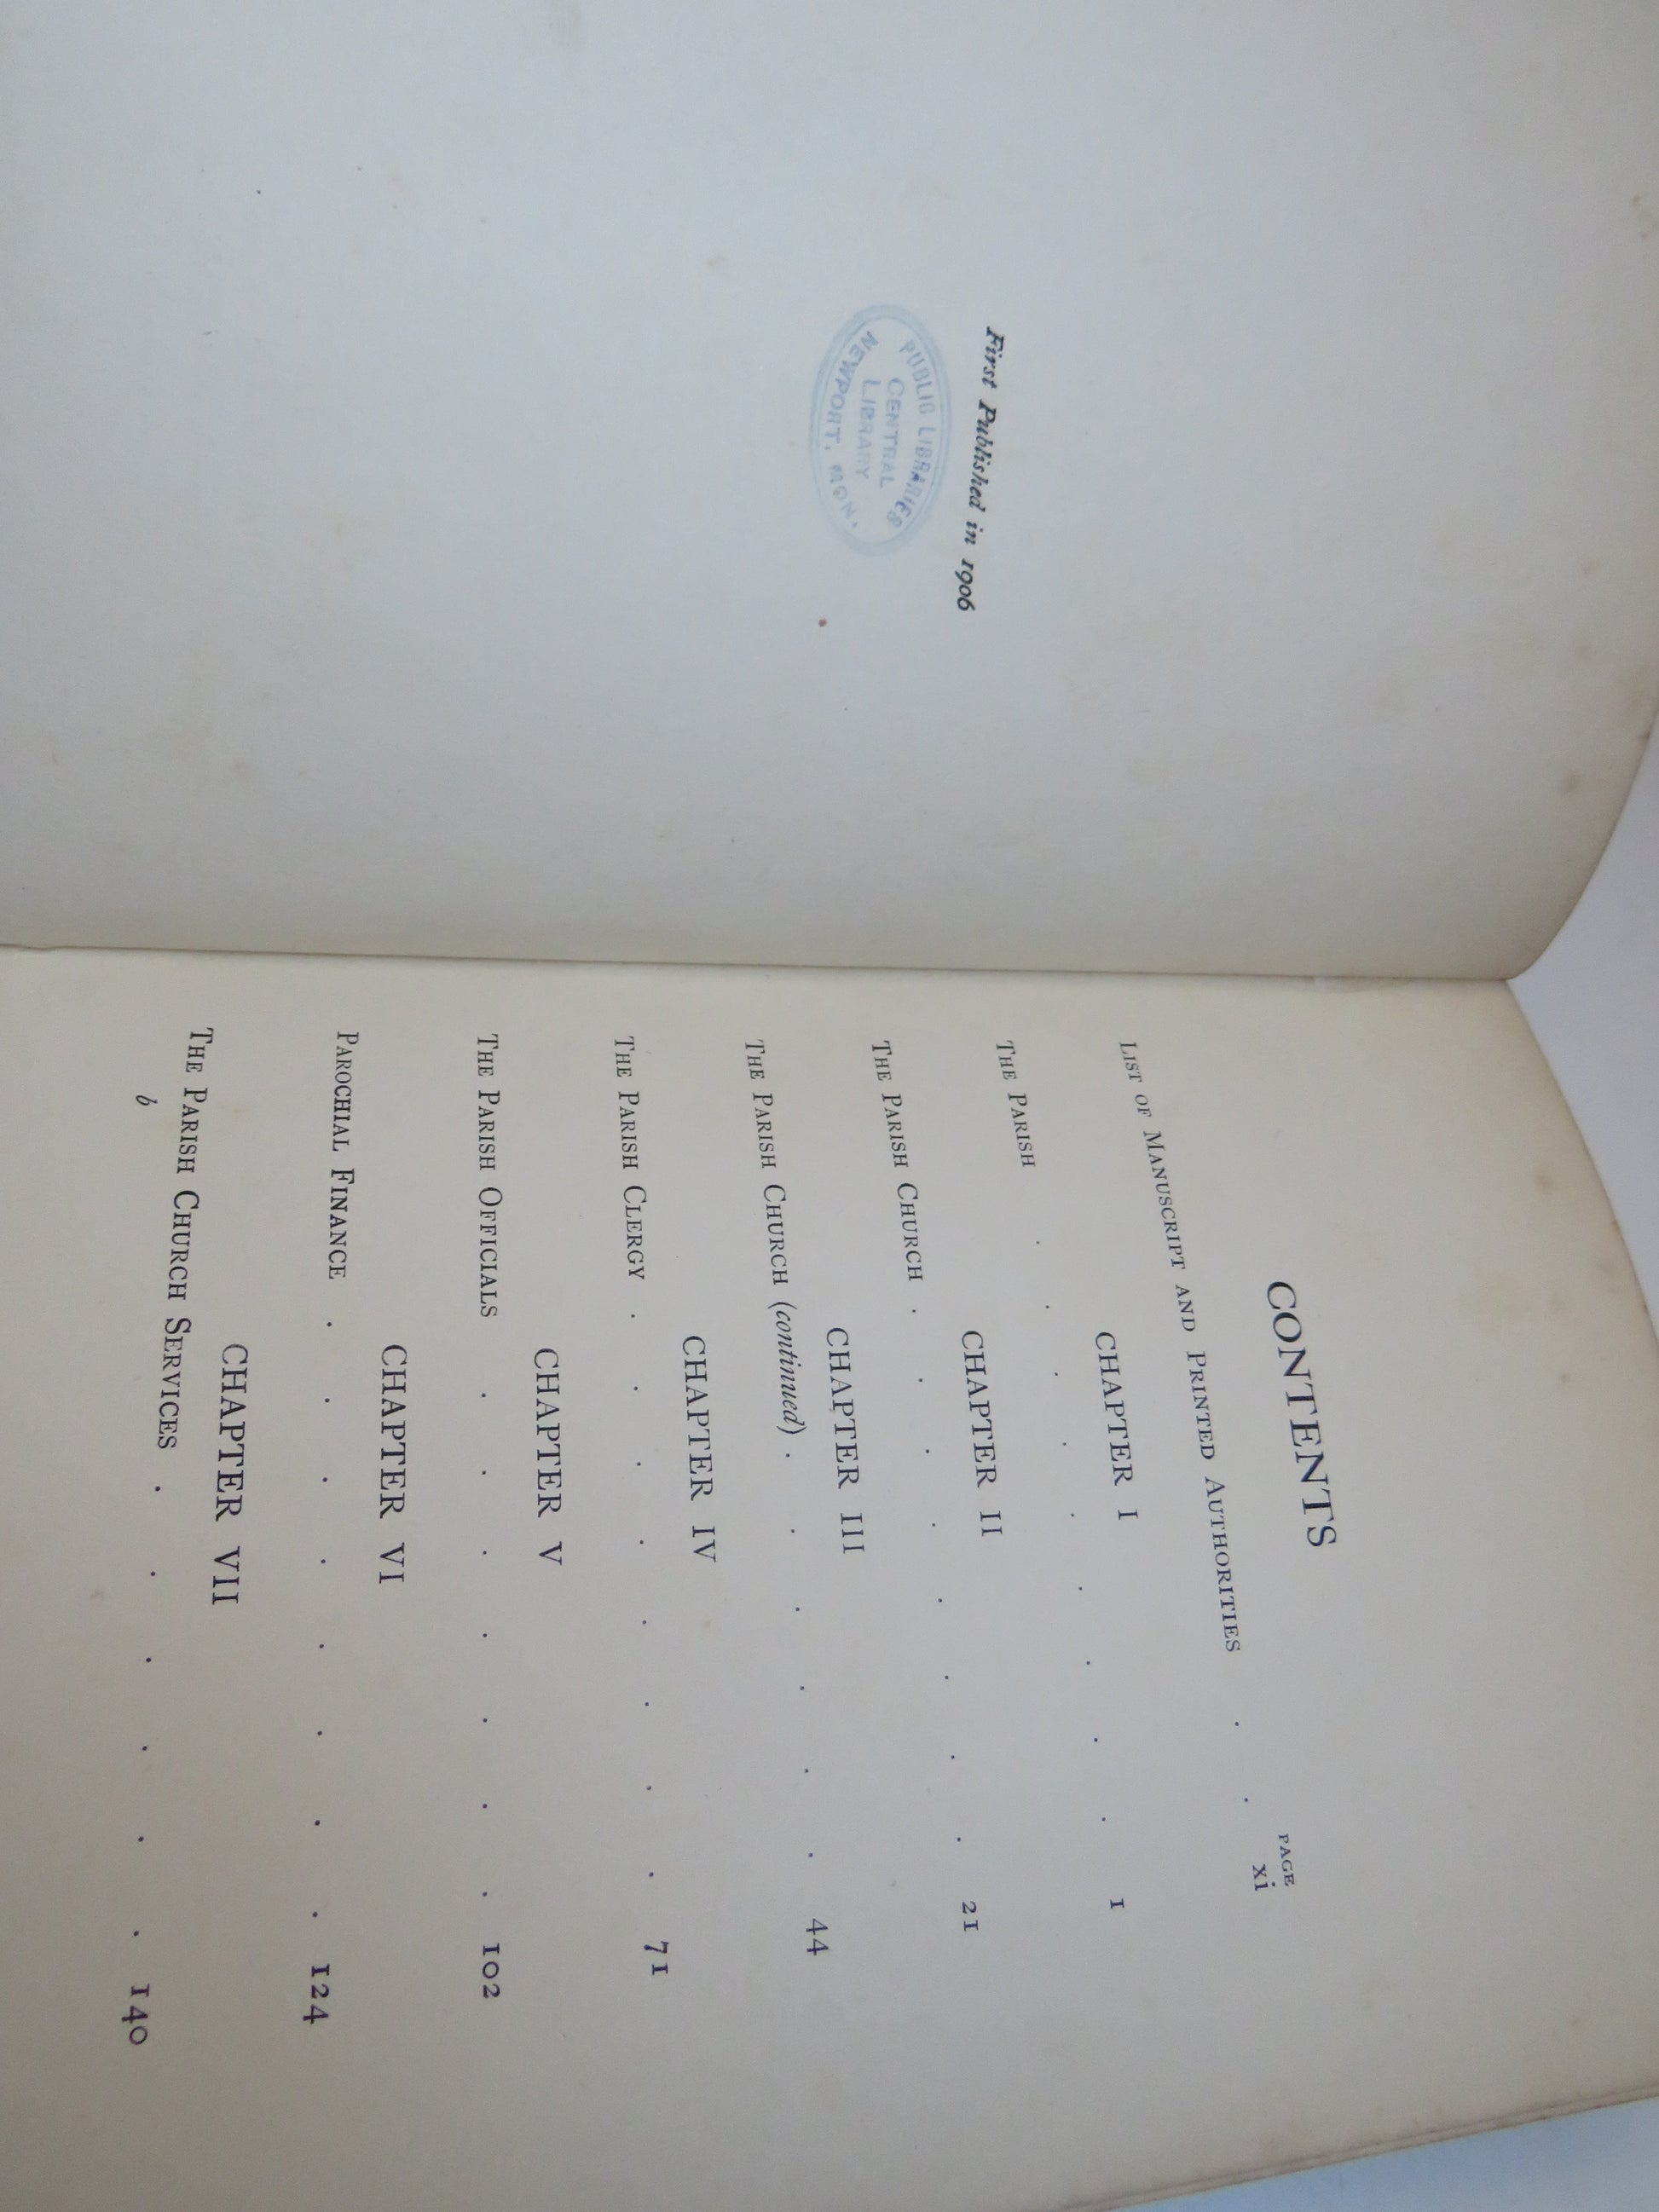 First Published in 1906
PUBLIC LIBRARIES
CENTRAL
LIBRARY
NEWPORT, MON.
CONTENTS
PAGE
LIST OF MANUSCRIPT AND PRINTED AUTHORITIES . . xi
CHAPTER I
THE PARISH . . . . . . . . . 1
CHAPTER II
THE PARISH CHURCH . . . . . . . . 21
CHAPTER III
THE PARISH CHURCH (continued) . . . . . . 44
CHAPTER IV
THE PARISH CLERGY . . . . . . . . 71
CHAPTER V
THE PARISH OFFICIALS . . . . . . . 102
CHAPTER VI
PAROCHIAL FINANCE . . . . . . . . 124
CHAPTER VII
THE PARISH CHURCH SERVICES . . . . . . 140
b